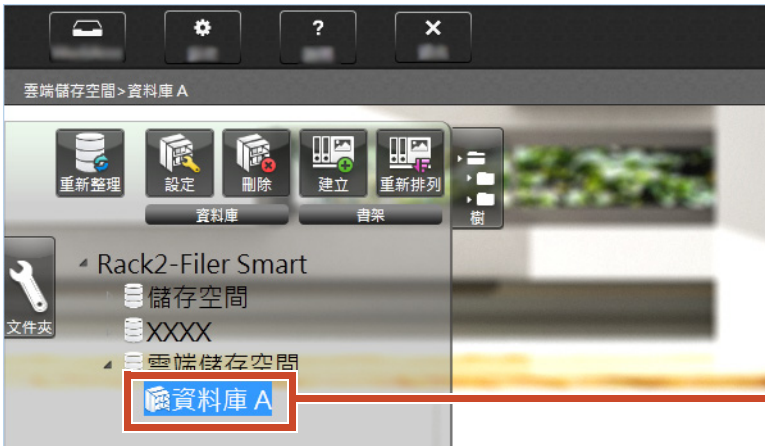 ?
雲端儲存空間>資料庫 A
重新整理
設定
刪除
建立
重新排列
資料庫
書架
樹
文件夾
Rack2-Filer Smart
儲存空間
XXXX
雲端儲存空間
資料庫 A